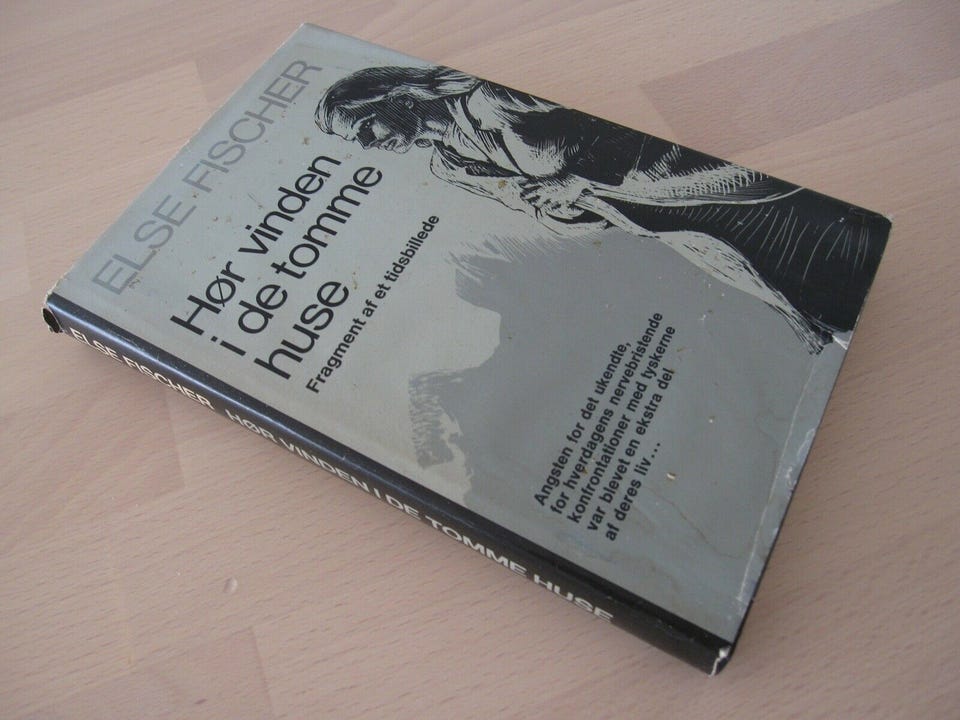 ELSE FISCHER
Hør vinden
i de tomme
huse
Fragment af et tidsbillede
Angsten for det ukendte,
for hverdagens nervebristende
konfrontationer med tyskerne
var blevet en ekstra del
af deres liv...
ELSE FISCHER HØR VINDEN I DE TOMME HUSE